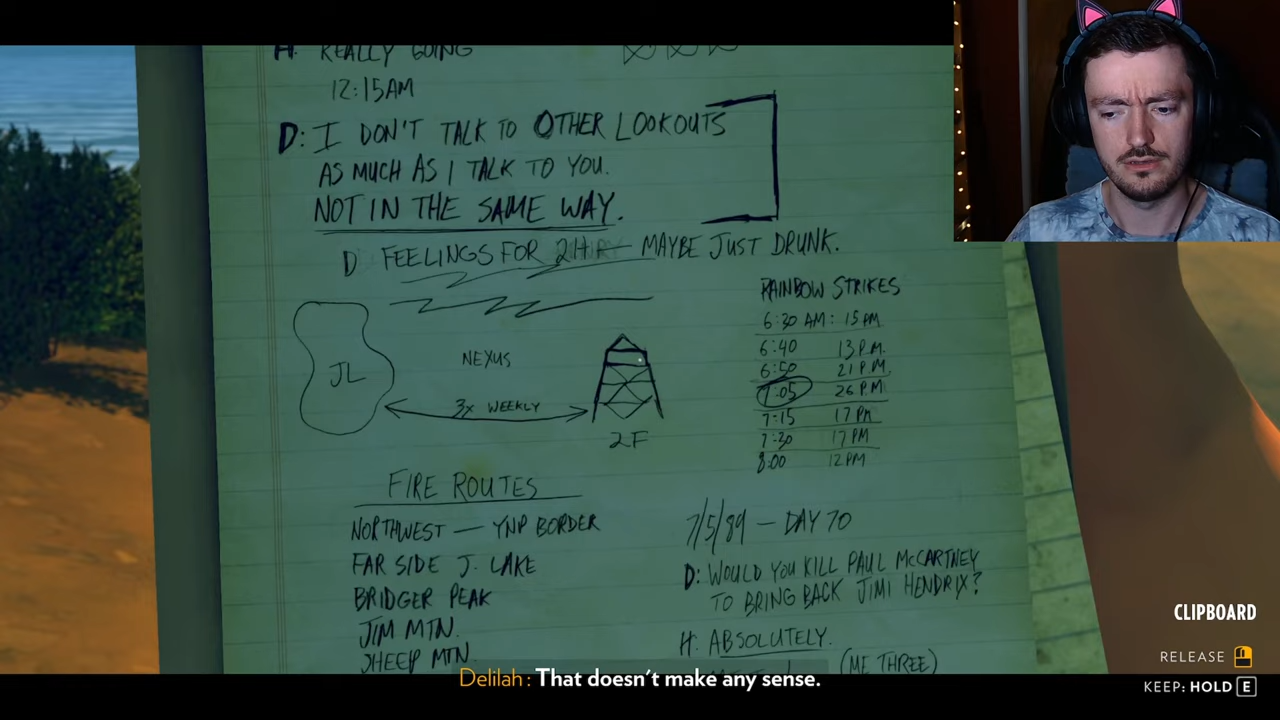 H: REALLY GOING
12:15AM
D: I DON'T TALK TO OTHER LOOKOUTS
AS MUCH AS I TALK TO YOU.
NOT IN THE SAME WAY.
D FEELINGS FOR MAYBE JUST DRUNK.
RAINBOW STRIKES
6:30 AM: 15 PM
6:40 13 P.M.
6:50 21 P.M.
7:05 26 P.M
7:15 17 PM
7:30 17 PM
8:00 12 PM
JL
NEXUS
3X WEEKLY
2F
FIRE ROUTES
NORTHWEST — YNP BORDER
FAR SIDE J. LAKE
BRIDGER PEAK
JIM MTN.
SHEEP MTN.
7/5/89 — DAY 70
D: WOULD YOU KILL PAUL McCARTNEY
TO BRING BACK JIMI HENDRIX?
H: ABSOLUTELY.
(ME THREE)
CLIPBOARD
RELEASE
KEEP: HOLD E
Delilah : That doesn't make any sense.